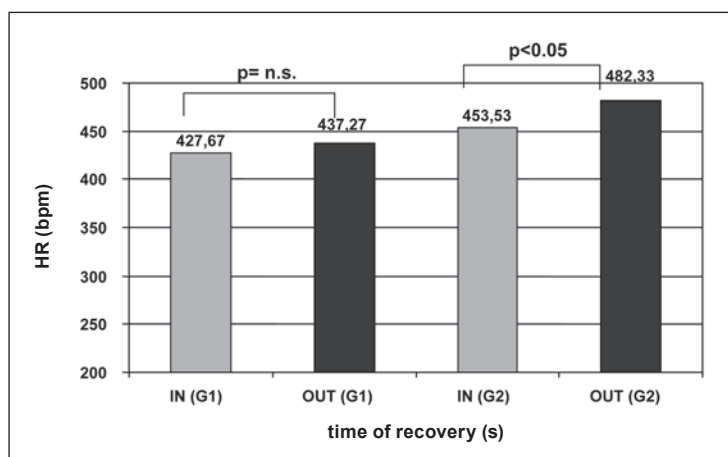 p<0.05
p= n.s.
482,33
453,53
437,27
427,67
500
450
400
350
300
250
200
HR (bpm)
IN (G1) OUT (G1) IN (G2) OUT (G2)
time of recovery (s)